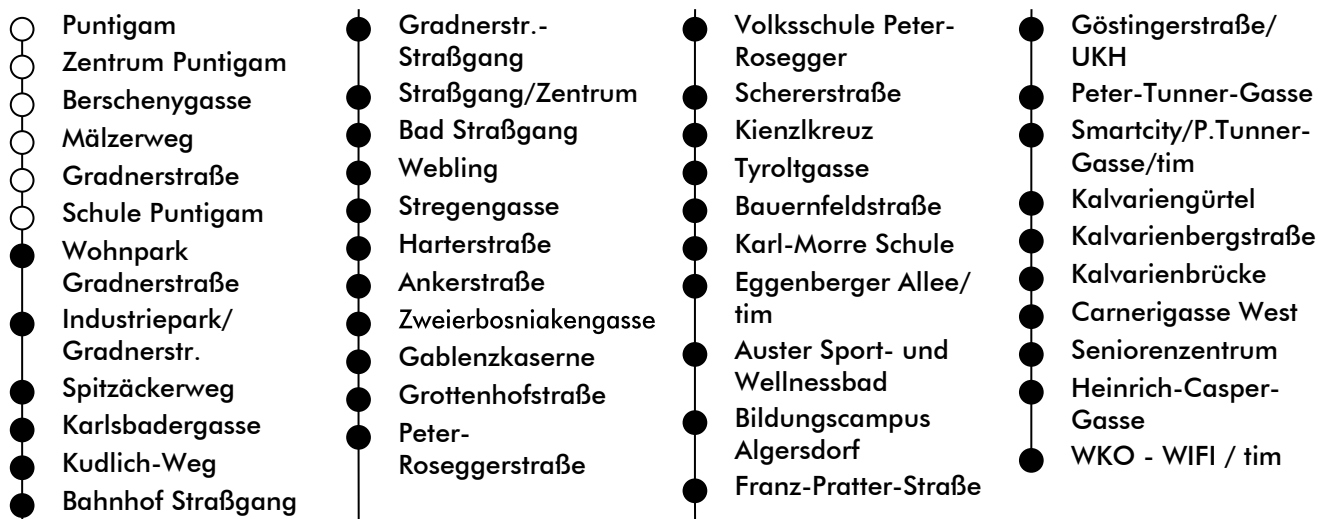 Puntigam
Zentrum Puntigam
Berschenygasse
Mälzerweg
Gradnerstraße
Schule Puntigam
Wohnpark
Gradnerstraße
Industriepark/
Gradnerstr.
Spitzäckerweg
Karlsbadergasse
Kudlich-Weg
Bahnhof Straßgang
Gradnerstr.-
Straßgang
Straßgang/Zentrum
Bad Straßgang
Webling
Stregengasse
Harterstraße
Ankerstraße
Zweierbosniakengasse
Gablenzkaserne
Grottenhofstraße
Peter-
Roseggerstraße
Volksschule Peter-
Rosegger
Schererstraße
Kienzlkreuz
Tyroltgasse
Bauernfeldstraße
Karl-Morre Schule
Eggenberger Allee/
tim
Auster Sport- und
Wellnessbad
Bildungscampus
Algersdorf
Franz-Pratter-Straße
Göstingerstraße/
UKH
Peter-Tunner-Gasse
Smartcity/P.Tunner-
Gasse/tim
Kalvariengürtel
Kalvarienbergstraße
Kalvarienbrücke
Carnerigasse West
Seniorenzentrum
Heinrich-Casper-
Gasse
WKO - WIFI / tim